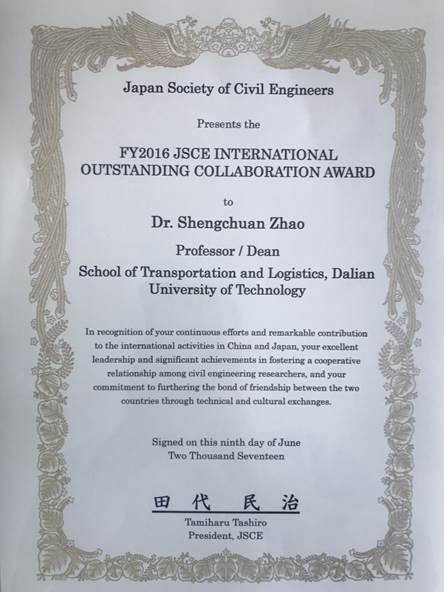 Japan Society of Civil Engineers
Presents the
FY2016 JSCE INTERNATIONAL
OUTSTANDING COLLABORATION AWARD
to
Dr. Shengchuan Zhao
Professor / Dean
School of Transportation and Logistics, Dalian
University of Technology
In recognition of your continuous efforts and remarkable contribution
to the international activities in China and Japan, your excellent
leadership and significant achievements in fostering a cooperative
relationship among civil engineering researchers, and your
commitment to furthering the bond of friendship between the two
countries through technical and cultural exchanges.
Signed on this ninth day of June
Two Thousand Seventeen
田代民治
Tamiharu Tashiro
President, JSCE